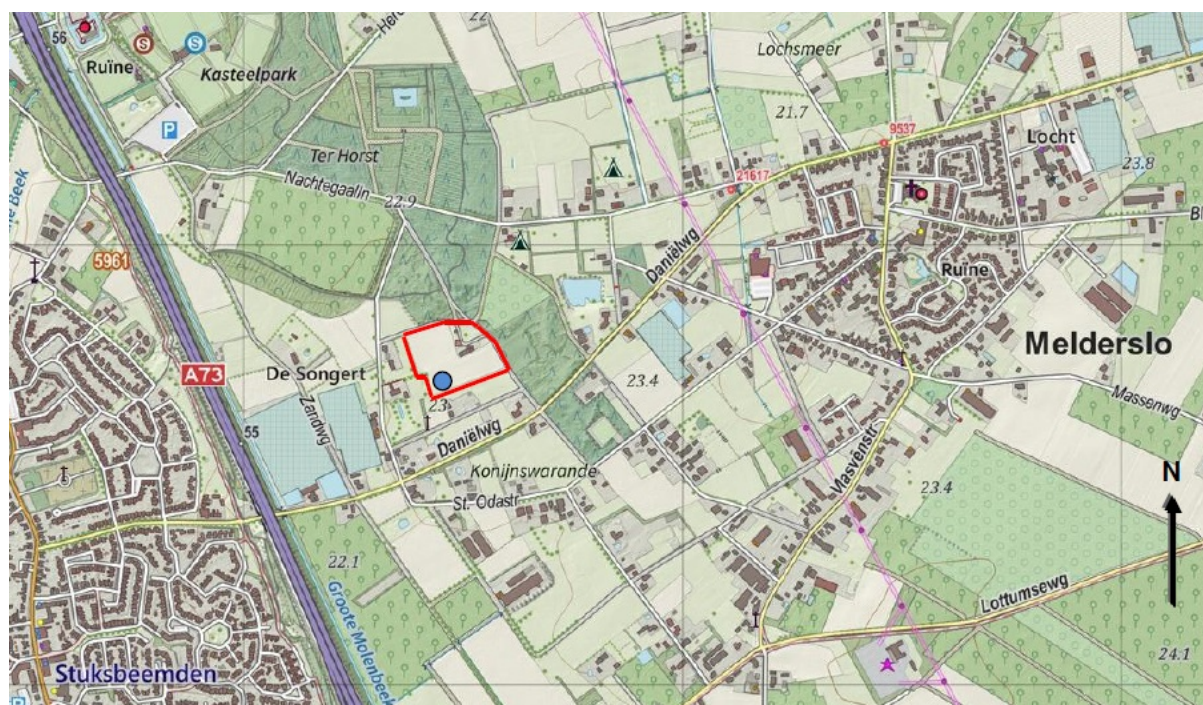 56
S
S
Ruïne
Kasteelpark
P
22
Lochsmeer
21.7
9537
Locht
23.8
Ter Horst
Nachtegaalln
22.9
21617
5961
Daniëlwg
Ruïne
Melderslo
A73
De Songert
Zandwg
55
23
23.4
Massenwg
Daniëlwg
Konijnswarande
St. Odastr
Vlasvenstr
23.4
N
22.1
Groote Molenbeek
Lottumsewg
24.1
Stuksbeemden
P